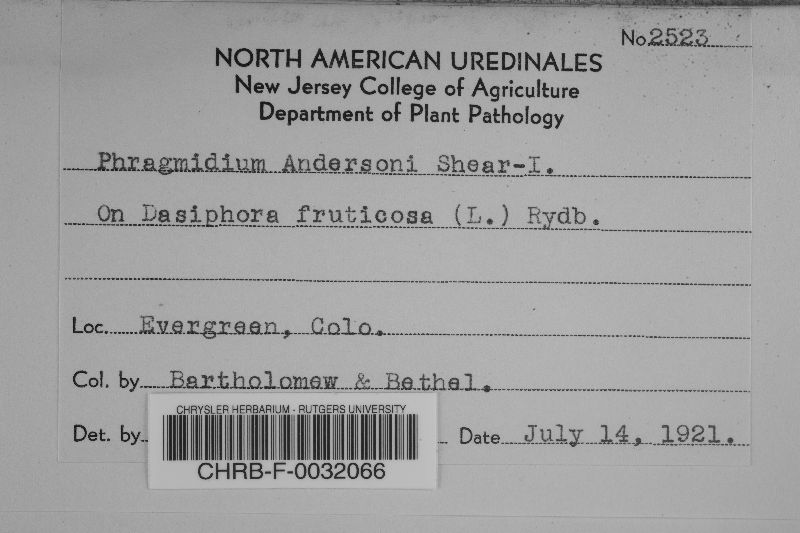 No. 2523
NORTH AMERICAN UREDINALES
New Jersey College of Agriculture
Department of Plant Pathology
Phragmidium Andersoni Shear-I.
On Dasiphora fruticosa (L.) Rydb.
Loc. Evergreen, Colo.
Col. by Bartholomew & Bethel.
Det. by Date July 14, 1921.
CHRYSLER HERBARIUM - RUTGERS UNIVERSITY
CHRB-F-0032066